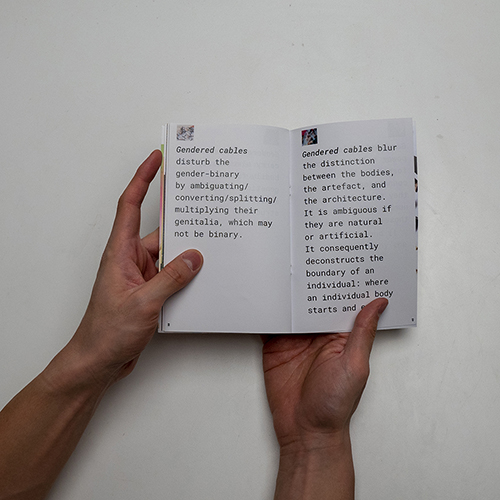 Gendered cables
disturb the
gender-binary
by ambiguating/
converting/splitting/
multiplying their
genitalia, which may
not be binary.
Gendered cables blur
the distinction
between the bodies,
the artefact, and
the architecture.
It is ambiguous if
they are natural
or artificial.
It consequently
deconstructs the
boundary of an
individual: where
an individual body
starts and